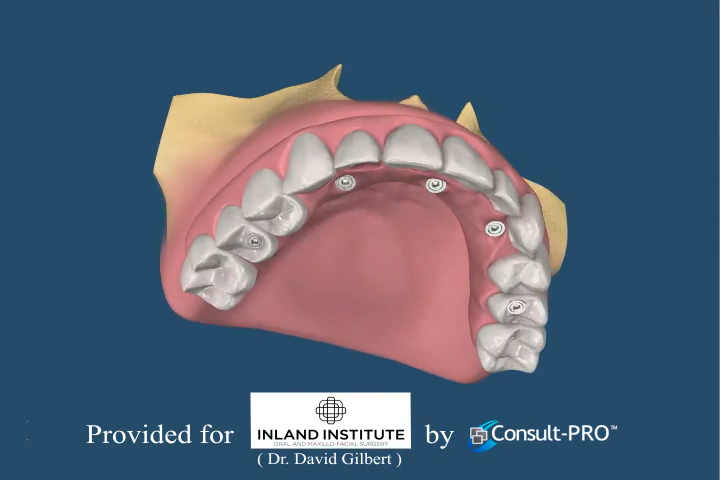 Provided for
INLAND INSTITUTE
ORAL AND MAXILLO-FACIAL SURGERY
( Dr. David Gilbert )
by
Consult-PRO™